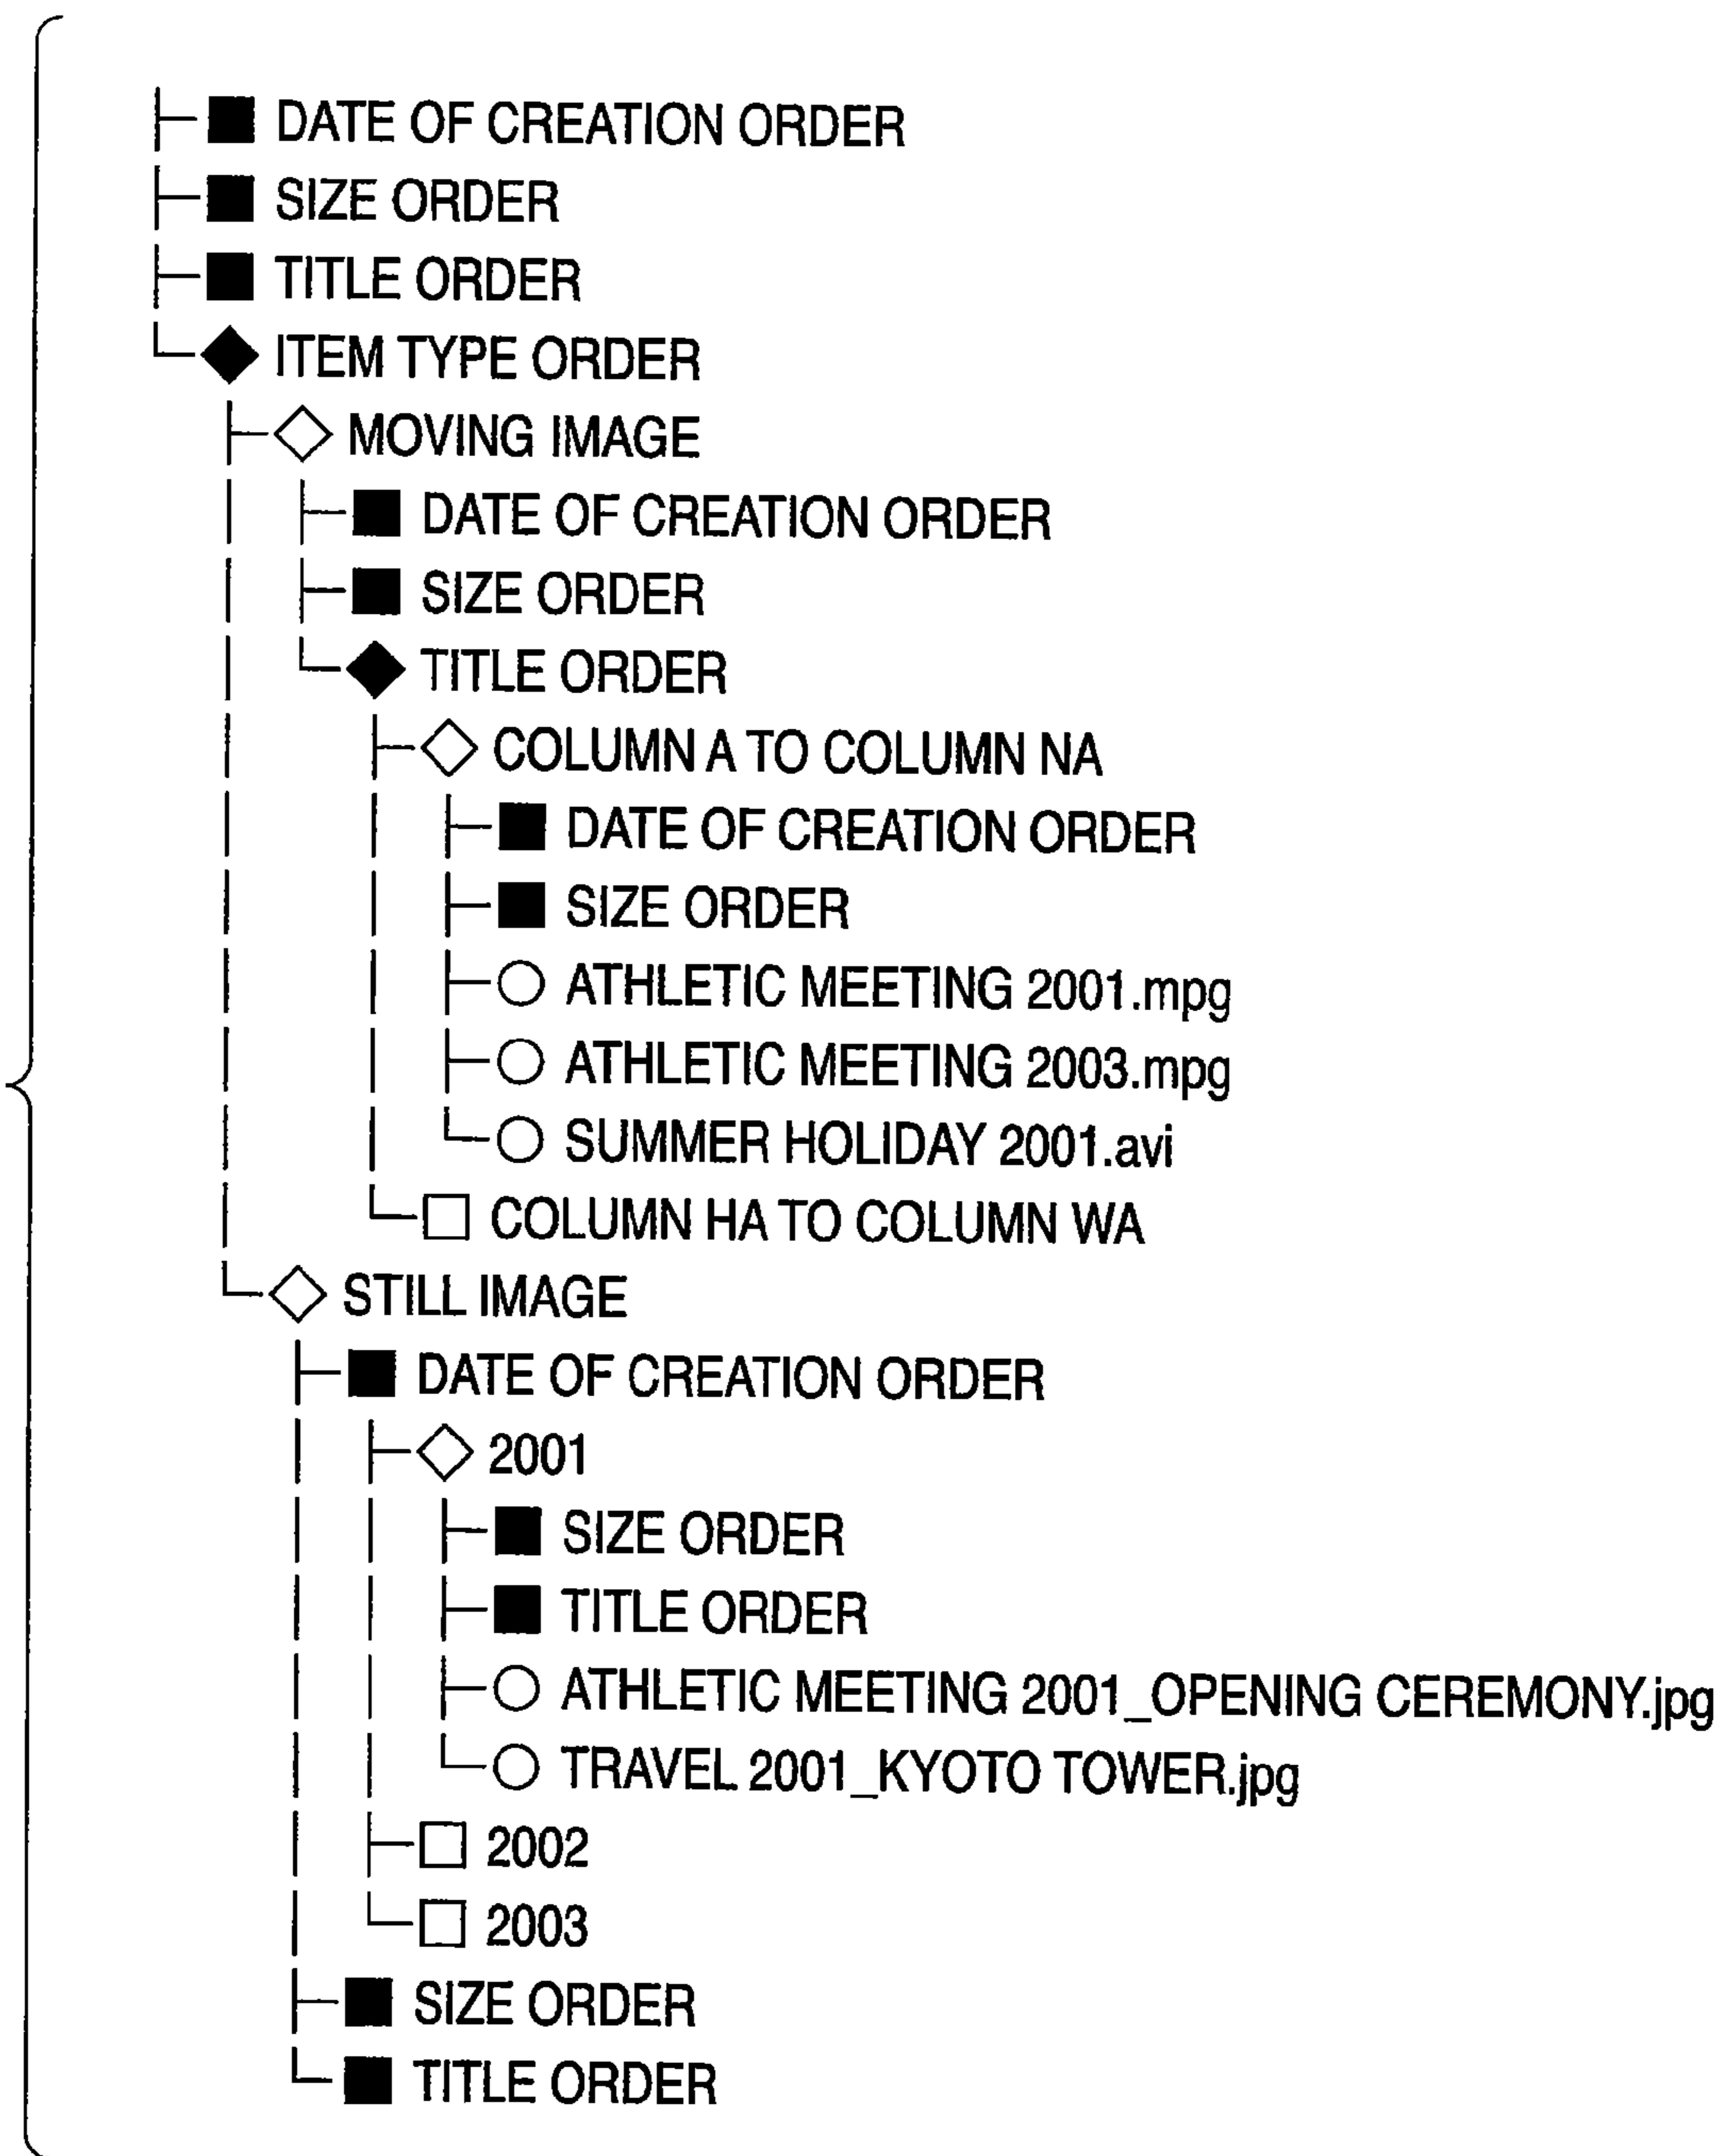 DATE OF CREATION ORDER
SIZE ORDER
TITLE ORDER
ITEM TYPE ORDER
MOVING IMAGE
DATE OF CREATION ORDER
SIZE ORDER
TITLE ORDER
COLUMN A TO COLUMN NA
DATE OF CREATION ORDER
SIZE ORDER
ATHLETIC MEETING 2001.mpg
ATHLETIC MEETING 2003.mpg
SUMMER HOLIDAY 2001.avi
COLUMN HA TO COLUMN WA
STILL IMAGE
DATE OF CREATION ORDER
2001
SIZE ORDER
TITLE ORDER
ATHLETIC MEETING 2001_OPENING CEREMONY.jpg
TRAVEL 2001_KYOTO TOWER.jpg
2002
2003
SIZE ORDER
TITLE ORDER